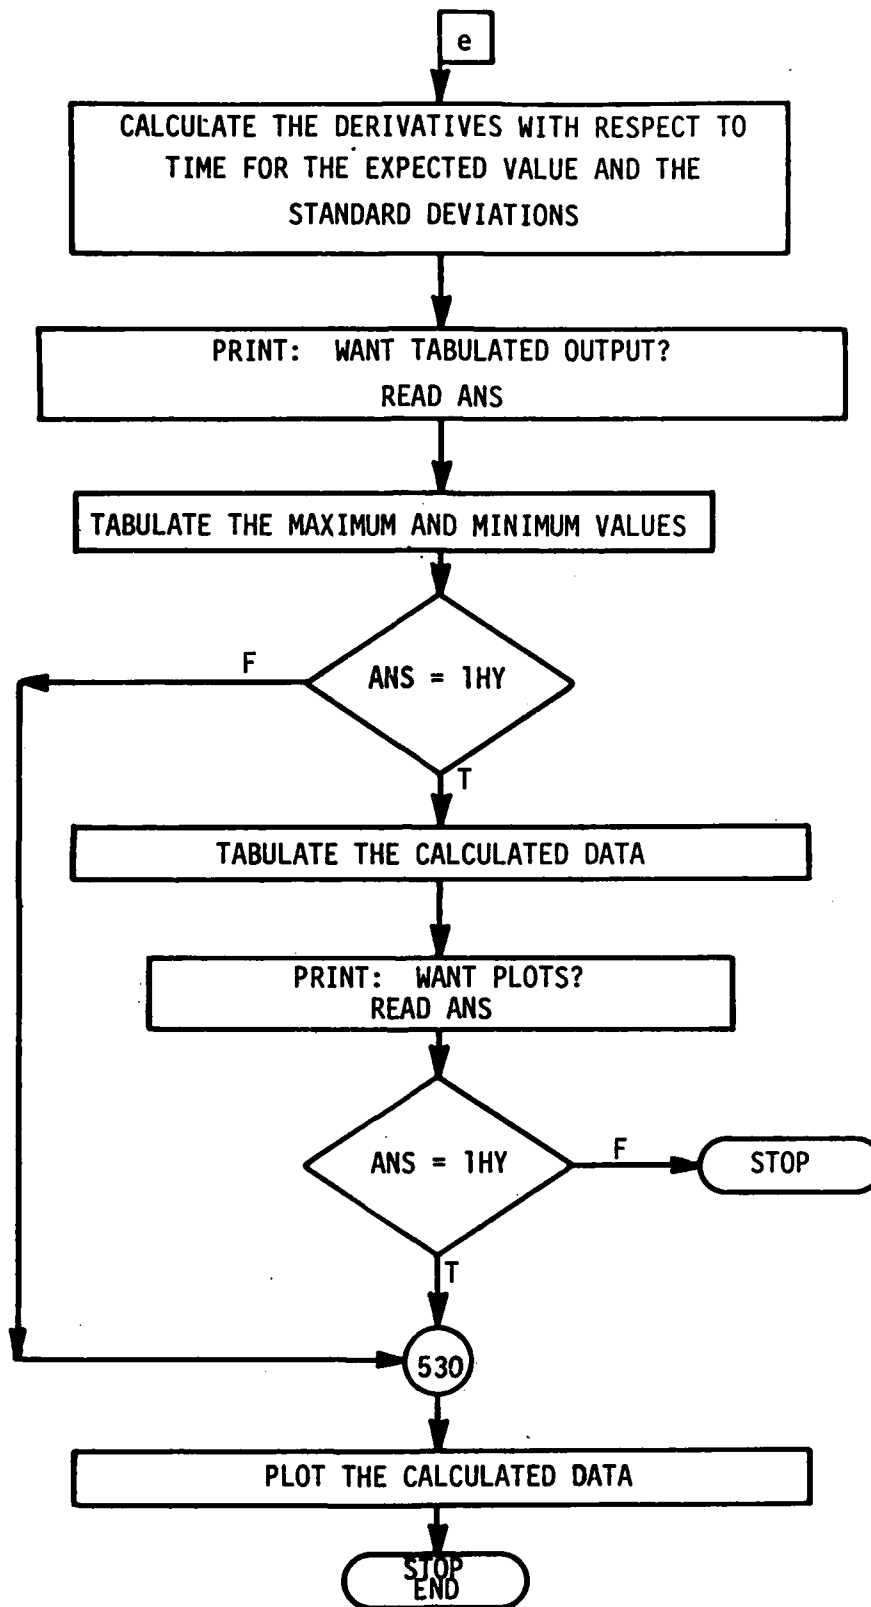 e
CALCULATE THE DERIVATIVES WITH RESPECT TO
TIME FOR THE EXPECTED VALUE AND THE
STANDARD DEVIATIONS
PRINT: WANT TABULATED OUTPUT?
READ ANS
TABULATE THE MAXIMUM AND MINIMUM VALUES
F
ANS = 1HY
T
TABULATE THE CALCULATED DATA
PRINT: WANT PLOTS?
READ ANS
ANS = 1HY
F
STOP
T
530
PLOT THE CALCULATED DATA
STOP
END